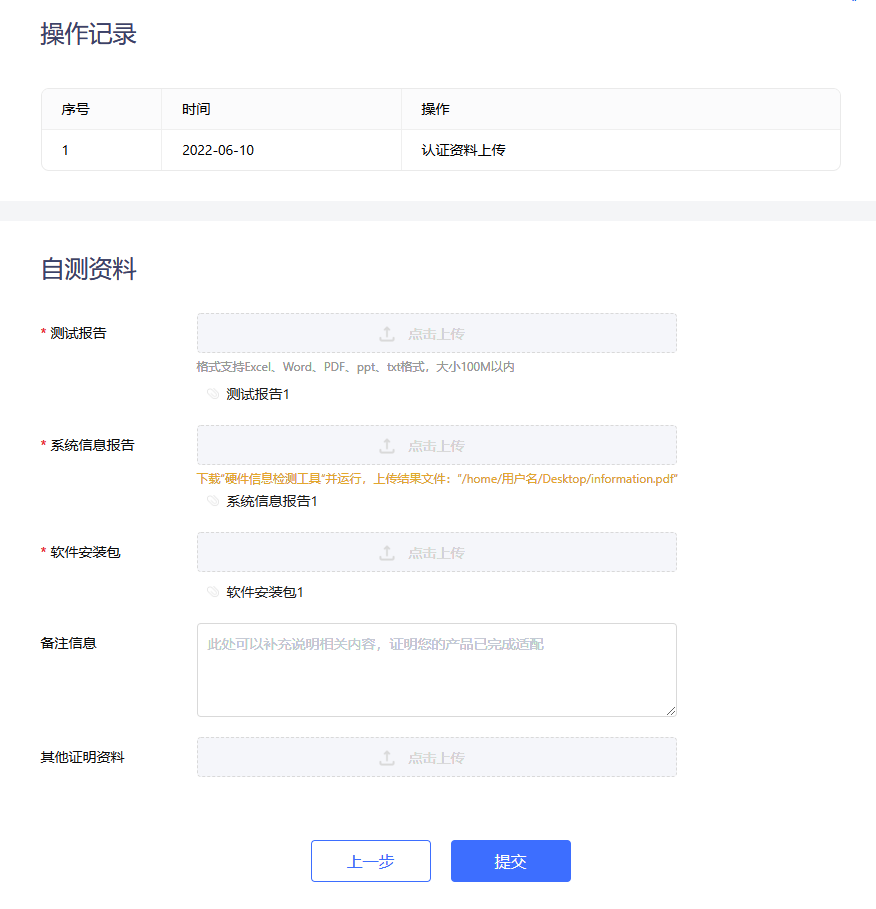 操作记录
序号 时间 操作
1 2022-06-10 认证资料上传
自测资料
* 测试报告 点击上传
格式支持Excel、Word、PDF、ppt、txt格式，大小100M以内
测试报告1
* 系统信息报告 点击上传
下载"硬件信息检测工具"并运行，上传结果文件："/home/用户名/Desktop/information.pdf"
系统信息报告1
* 软件安装包 点击上传
软件安装包1
备注信息 此处可以补充说明相关内容，证明您的产品已完成适配
其他证明资料 点击上传
上一步 提交